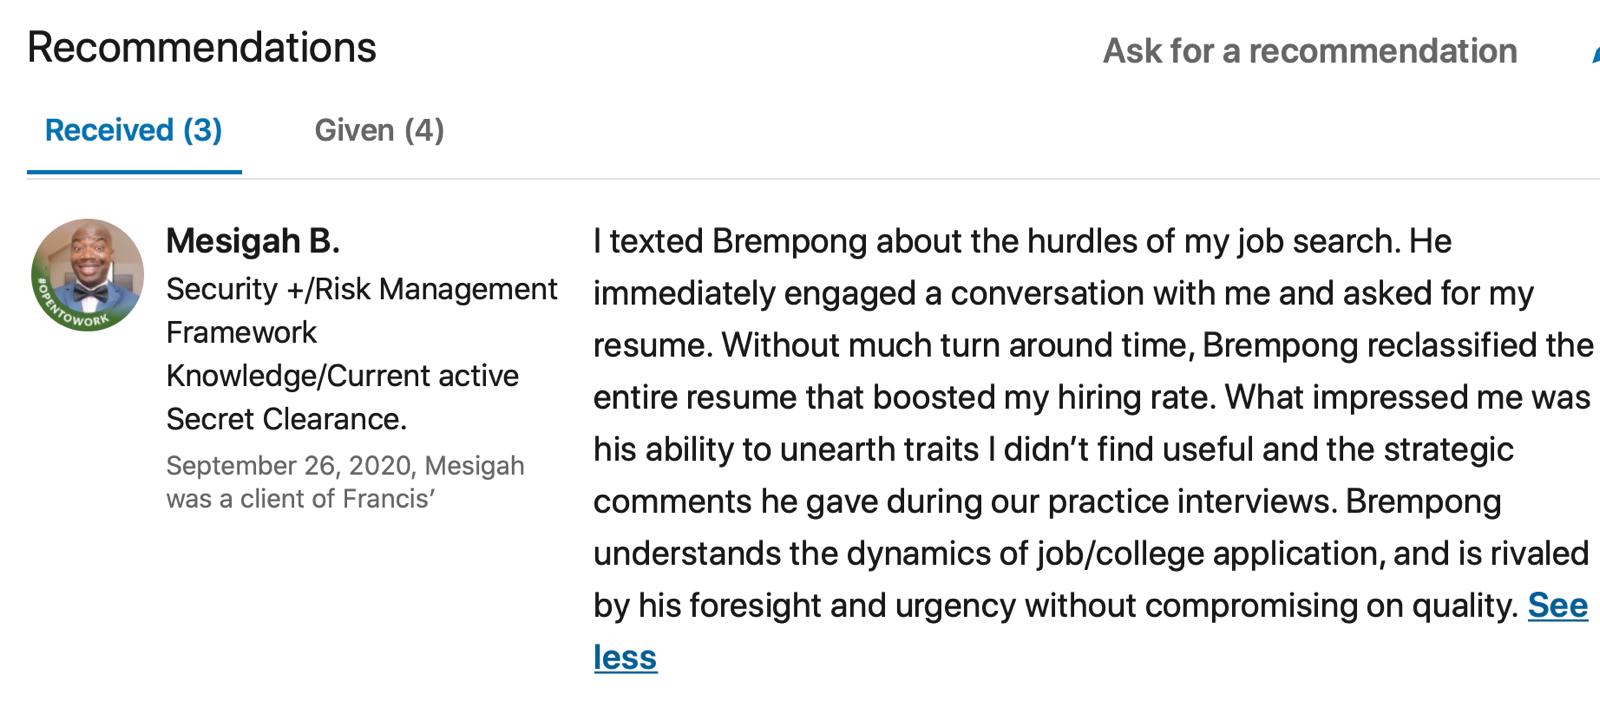 Recommendations
Ask for a recommendation
Received (3)
Given (4)
#OPENTOWORK
Mesigah B.
Security +/Risk Management
Framework
Knowledge/Current active
Secret Clearance.
September 26, 2020, Mesigah
was a client of Francis’
I texted Brempong about the hurdles of my job search. He
immediately engaged a conversation with me and asked for my
resume. Without much turn around time, Brempong reclassified the
entire resume that boosted my hiring rate. What impressed me was
his ability to unearth traits I didn’t find useful and the strategic
comments he gave during our practice interviews. Brempong
understands the dynamics of job/college application, and is rivaled
by his foresight and urgency without compromising on quality. See
less